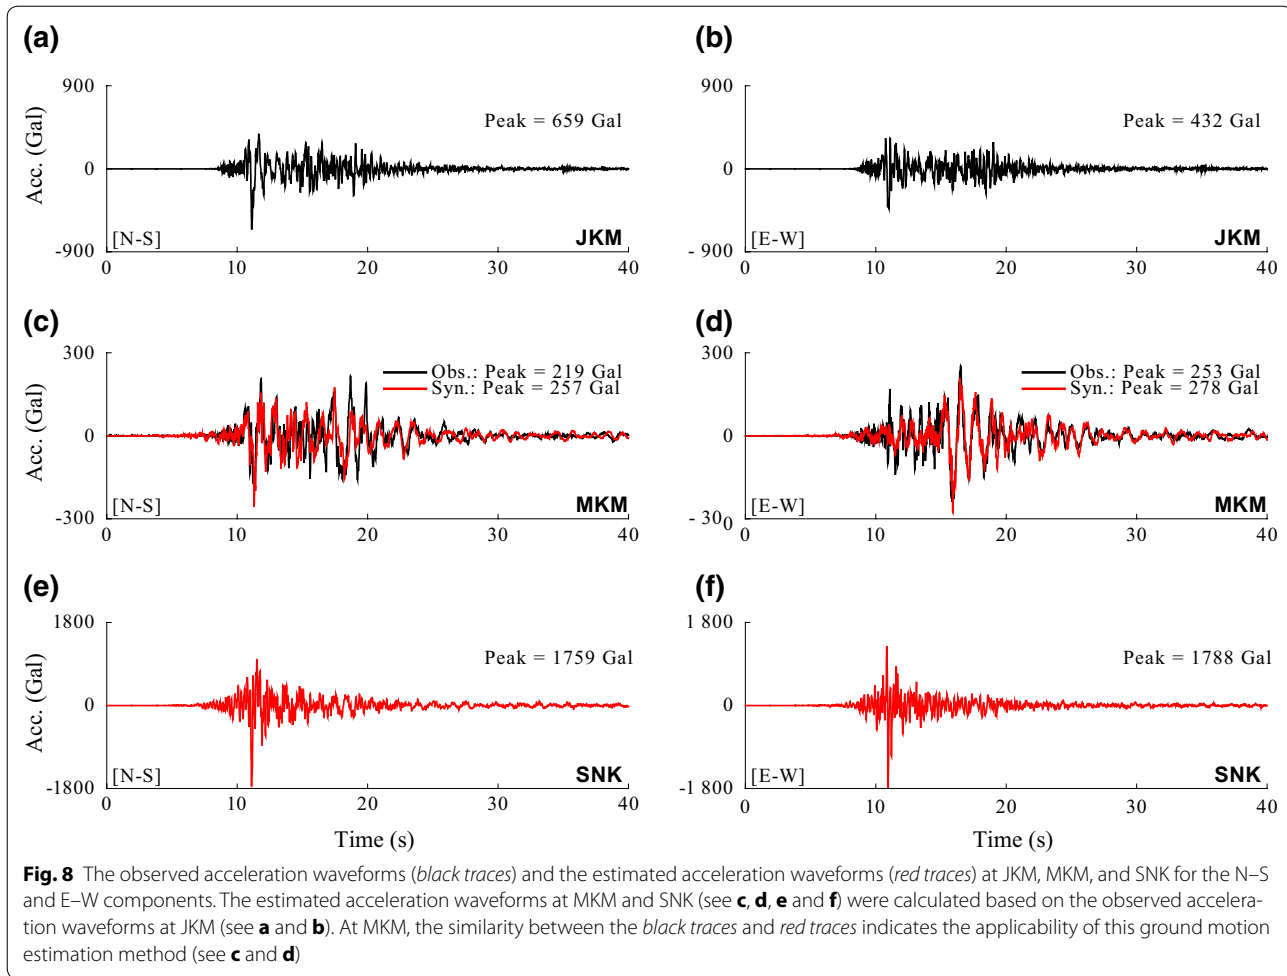 (a)
(b)
900
0
-900
Acc. (Gal)
Peak = 659 Gal
[N-S]
JKM
0 10 20 30 40
900
0
- 900
Peak = 432 Gal
[E-W]
JKM
0 10 20 30 40
(c)
(d)
300
0
-300
Acc. (Gal)
Obs.: Peak = 219 Gal
Syn.: Peak = 257 Gal
[N-S]
MKM
0 10 20 30 40
300
0
- 300
Obs.: Peak = 253 Gal
Syn.: Peak = 278 Gal
[E-W]
MKM
0 10 20 30 40
(e)
(f)
1800
0
-1800
Acc. (Gal)
Peak = 1759 Gal
[N-S]
SNK
0 10 20 30 40
Time (s)
1 800
0
-1 800
Peak = 1788 Gal
[E-W]
SNK
0 10 20 30 40
Time (s)
Fig. 8 The observed acceleration waveforms (black traces) and the estimated acceleration waveforms (red traces) at JKM, MKM, and SNK for the N–S
and E–W components. The estimated acceleration waveforms at MKM and SNK (see c, d, e and f) were calculated based on the observed accelera-
tion waveforms at JKM (see a and b). At MKM, the similarity between the black traces and red traces indicates the applicability of this ground motion
estimation method (see c and d)